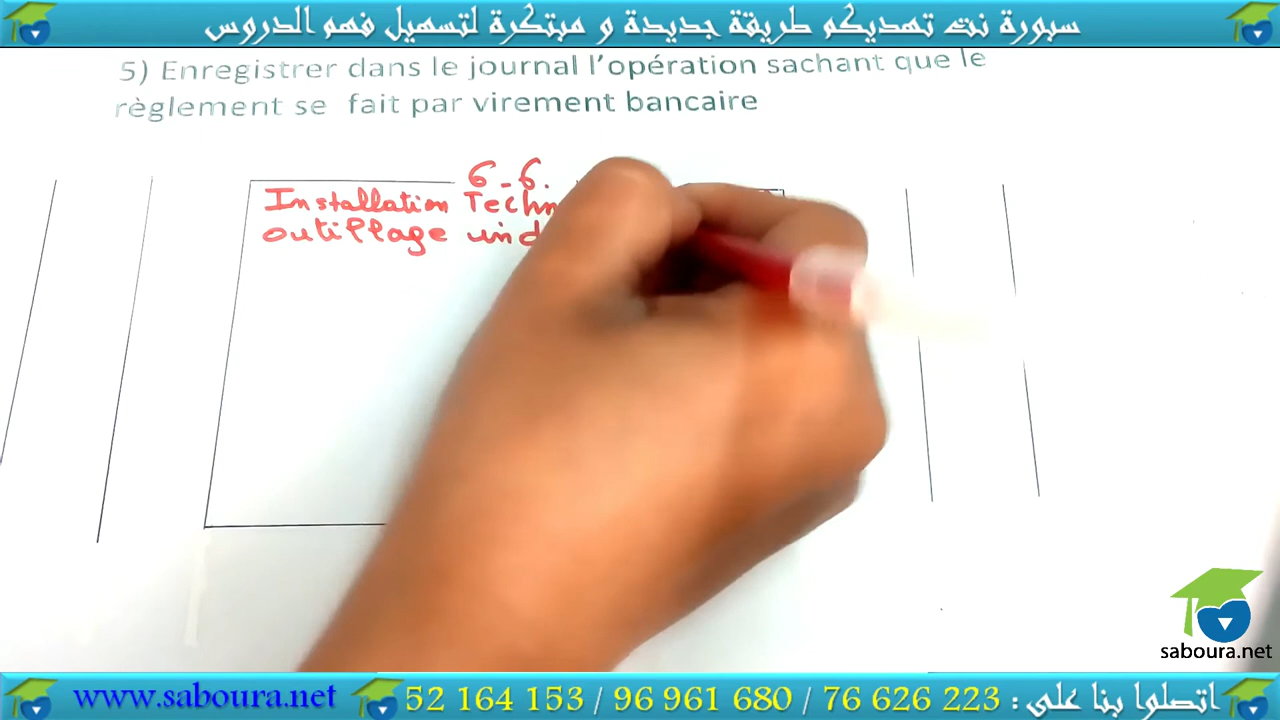 سبورة نت تهديكم طريقة جديدة و مبتكرة لتسهيل فهم الدروس
5) Enregistrer dans le journal l'opération sachant que le
règlement se fait par virement bancaire
6-6.
Installation Techn
outillage ind
saboura.net
www.saboura.net 52 164 153 / 96 961 680 / 76 626 223 : اتصلوا بنا على